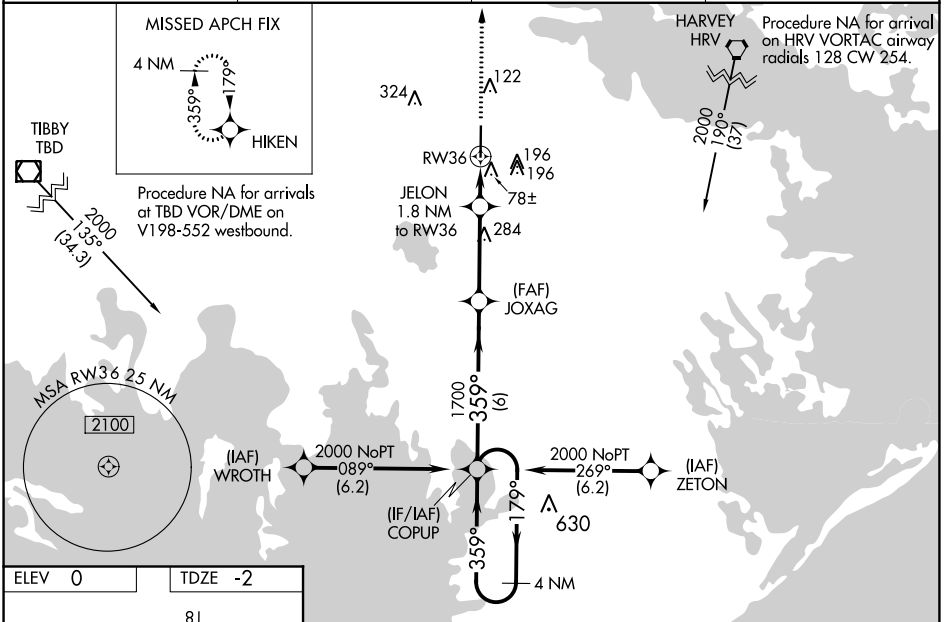 MISSED APCH FIX
4 NM
359°
179°
HIKEN
HARVEY
HRV
Procedure NA for arrival
on HRV VORTAC airway
radials 128 CW 254.
2000
190°
(37)
324
122
TIBBY
TBD
2000
135°
(34.3)
Procedure NA for arrivals
at TBD VOR/DME on
V198-552 westbound.
RW36
196
196
78±
JELON
1.8 NM
to RW36
284
(FAF)
JOXAG
1700
359°
(6)
MSA RW36 25 NM
2100
(IAF)
WROTH
2000 NoPT
089°
(6.2)
2000 NoPT
269°
(6.2)
(IAF)
ZETON
(IF/IAF)
COPUP
359°
179°
630
4 NM
ELEV 0
TDZE -2